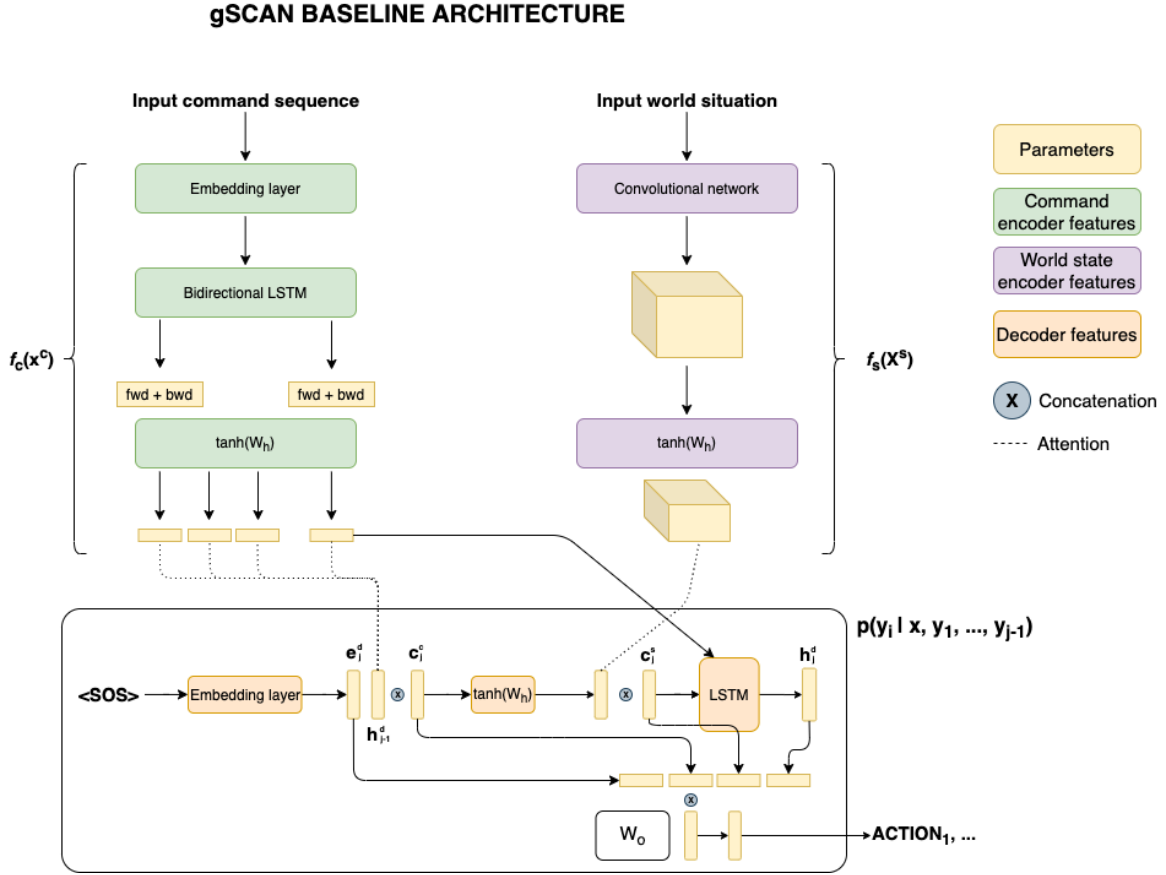 gSCAN BASELINE ARCHITECTURE
Input command sequence
Input world situation
Embedding layer
Convolutional network
Parameters
Command
encoder features
World state
encoder features
Decoder features
X Concatenation
Attention
Bidirectional LSTM
f_c(x^c)
f_s(X^s)
fwd + bwd
fwd + bwd
tanh(W_h)
tanh(W_h)
p(y_i | x, y_1, ..., y_{j-1})
e_j^d
c_j^c
c_j^s
h_j^d
<SOS>
Embedding layer
x
tanh(W_h)
x
LSTM
h_{j-1}^d
x
W_o
ACTION_1, ...